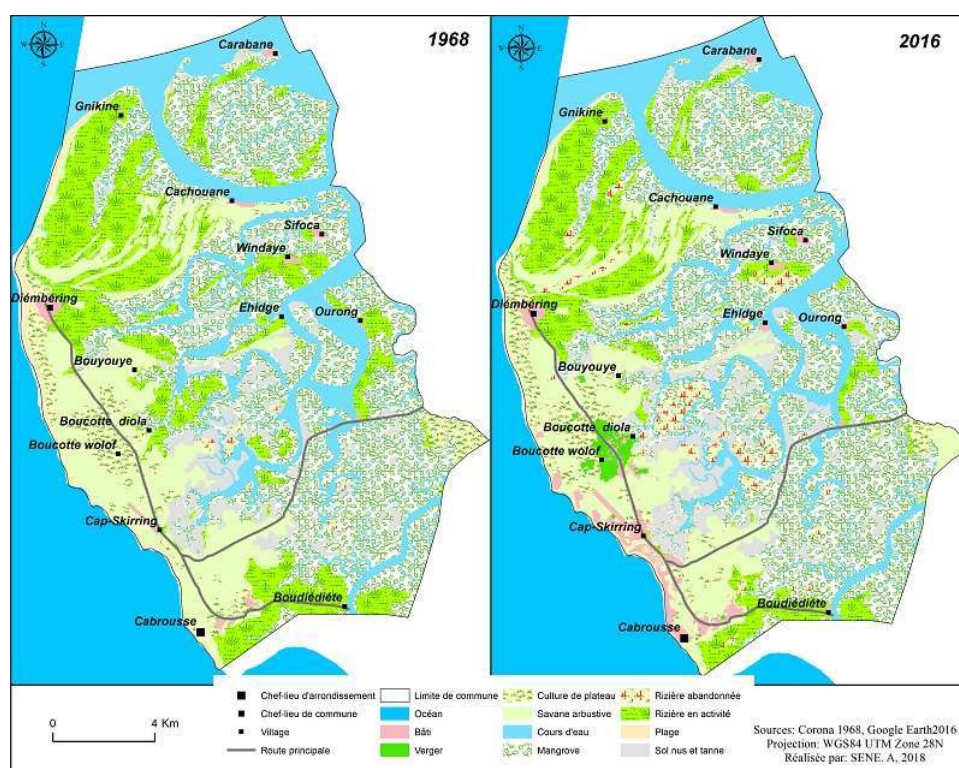 1968
N
W E
S
Carabane
Gnikine
Cachouane
Sifoca
Windaye
Diémbéring
Ehidge
Ourong
Bouyouye
Boucotte diola
Boucotte wolof
Cap-Skirring
Boudiédiéte
Cabrousse
2016
N
W E
S
Carabane
Gnikine
Cachouane
Sifoca
Windaye
Diémbéring
Ehidge
Ourong
Bouyouye
Boucotte diola
Boucotte wolof
Cap-Skirring
Boudiédiéte
Cabrousse
0 4 Km
Chef-lieu d'arrondissement
Chef-lieu de commune
Village
Route principale
Limite de commune
Océan
Bâti
Verger
Culture de plateau
Savane arbustive
Cours d'eau
Mangrove
Rizière abandonnée
Rizière en activité
Plage
Sol nus et tanne
Sources: Corona 1968, Google Earth2016
Projection: WGS84 UTM Zone 28N
Réalisée par: SENE. A, 2018